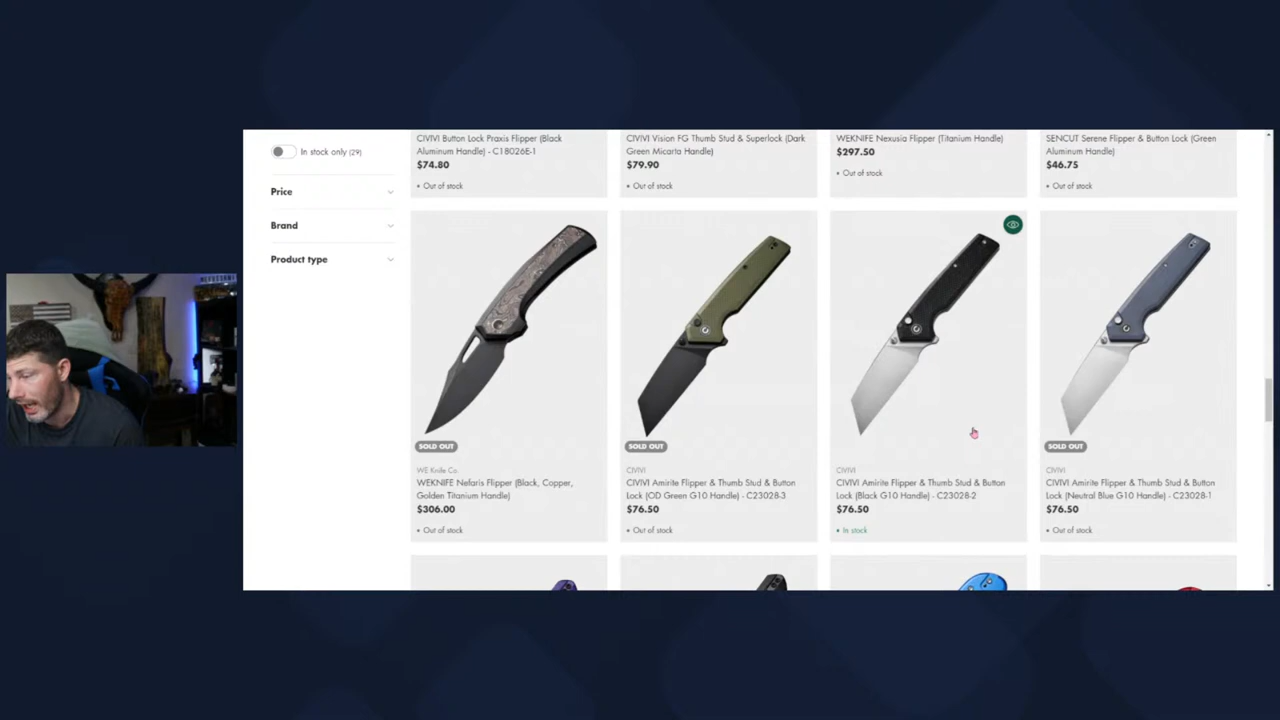 CIVIVI Button Lock Praxis Flipper (Black
Aluminum Handle) - C18026E-1
$74.80
• Out of stock
CIVIVI Vision FG Thumb Stud & Superlock (Dark
Green Micarta Handle)
$79.90
• Out of stock
WEKNIFE Nexusia Flipper (Titanium Handle)
$297.50
• Out of stock
SENCUT Serene Flipper & Button Lock (Green
Aluminum Handle)
$46.75
• Out of stock
In stock only (29)
Price
Brand
Product type
SOLD OUT
WE Knife Co.
WEKNIFE Nefaris Flipper (Black, Copper,
Golden Titanium Handle)
$306.00
• Out of stock
SOLD OUT
CIVIVI
CIVIVI Amirite Flipper & Thumb Stud & Button
Lock (OD Green G10 Handle) - C23028-3
$76.50
• Out of stock
CIVIVI
CIVIVI Amirite Flipper & Thumb Stud & Button
Lock (Black G10 Handle) - C23028-2
$76.50
• In stock
SOLD OUT
CIVIVI
CIVIVI Amirite Flipper & Thumb Stud & Button
Lock (Neutral Blue G10 Handle) - C23028-1
$76.50
• Out of stock